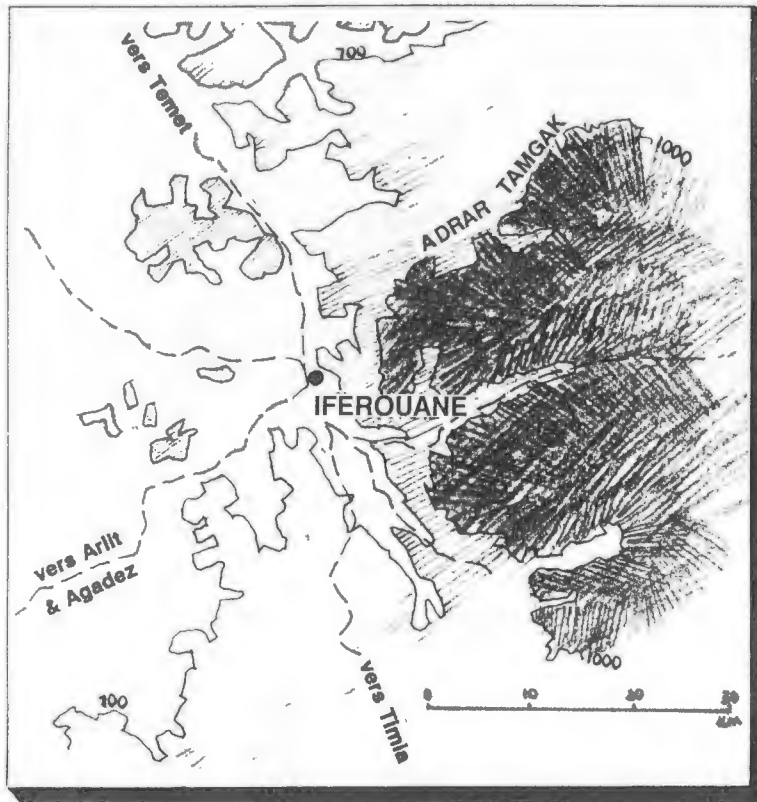 vers Temet
700
1000
ADRAR TAMGAK
IFEROUANE
vers Arlit
& Agadez
700
vers Timia
1000
0 10 20 30
km